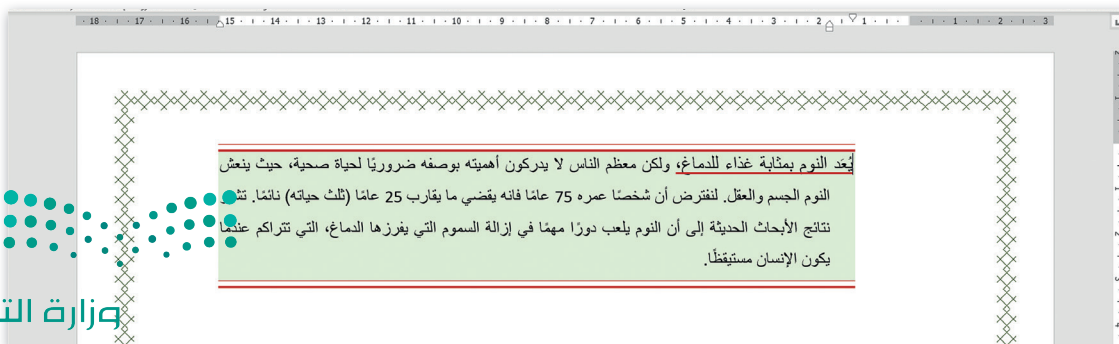 18 · 17 · 16 · 15 · 14 · 13 · 12 · 11 · 10 · 9 · 8 · 7 · 6 · 5 · 4 · 3 · 2 · 1 · 1 · 2 · 3
يُعَد النوم بمثابة غذاء للدماغ، ولكن معظم الناس لا يدركون أهميته بوصفه ضروريًا لحياة صحية، حيث ينعش
النوم الجسم والعقل. لنفترض أن شخصًا عمره 75 عامًا فانه يقضي ما يقارب 25 عامًا (ثلث حياته) نائمًا.
نتائج الأبحاث الحديثة إلى أن النوم يلعب دورًا مهمًا في إزالة السموم التي يفرزها الدماغ، التي تتراكم عندما
يكون الإنسان مستيقظًا.
وزارة